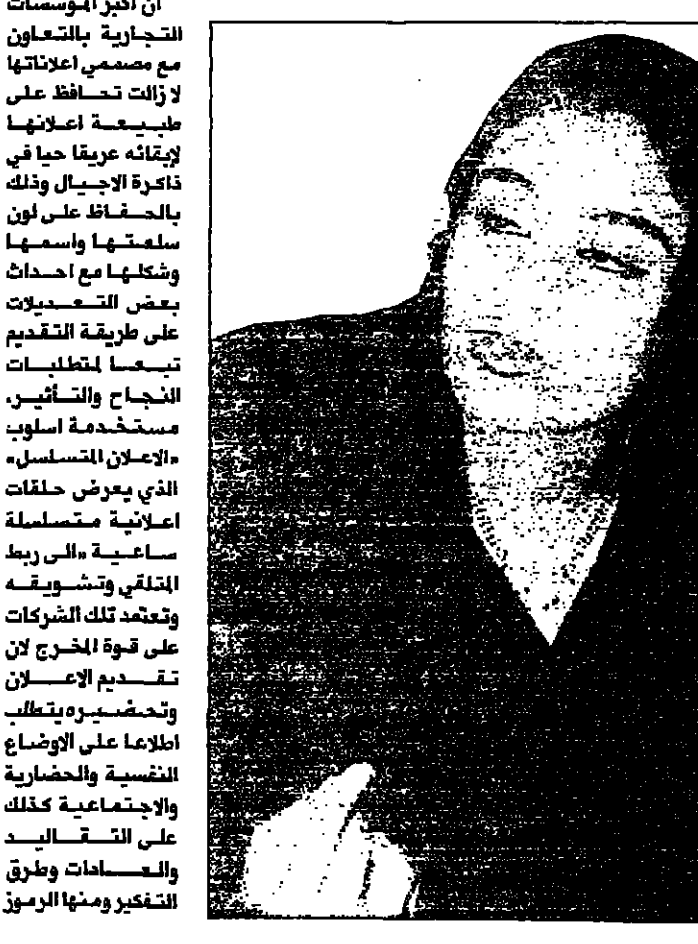 ان اكبر المؤسسات
التجارية بالتعاون
مع مصممي اعلاناتها
لا زالت تحافظ على
طبيعة اعلانها
لإبقائه عريقا حيا في
ذاكرة الاجيال وذلك
بالحفاظ على لون
سلعتها واسمها
وشكلها مع احداث
بعض التعديلات
على طريقة التقديم
تبعا لمتطلبات
النجاح والتأثير.
مستخدمة اسلوب
«الاعلان المتسلسل»
الذي يعرض حلقات
اعلانية متسلسلة
ساعية «الى ربط
المتلقي وتشويقه
وتعتمد تلك الشركات
على قوة المخرج لان
تقديم الاعلان
وتحضيره يتطلب
اطلاعا على الاوضاع
النفسية والحضارية
والاجتماعية كذلك
على التقاليد
والعادات وطرق
التفكير ومنها الرموز